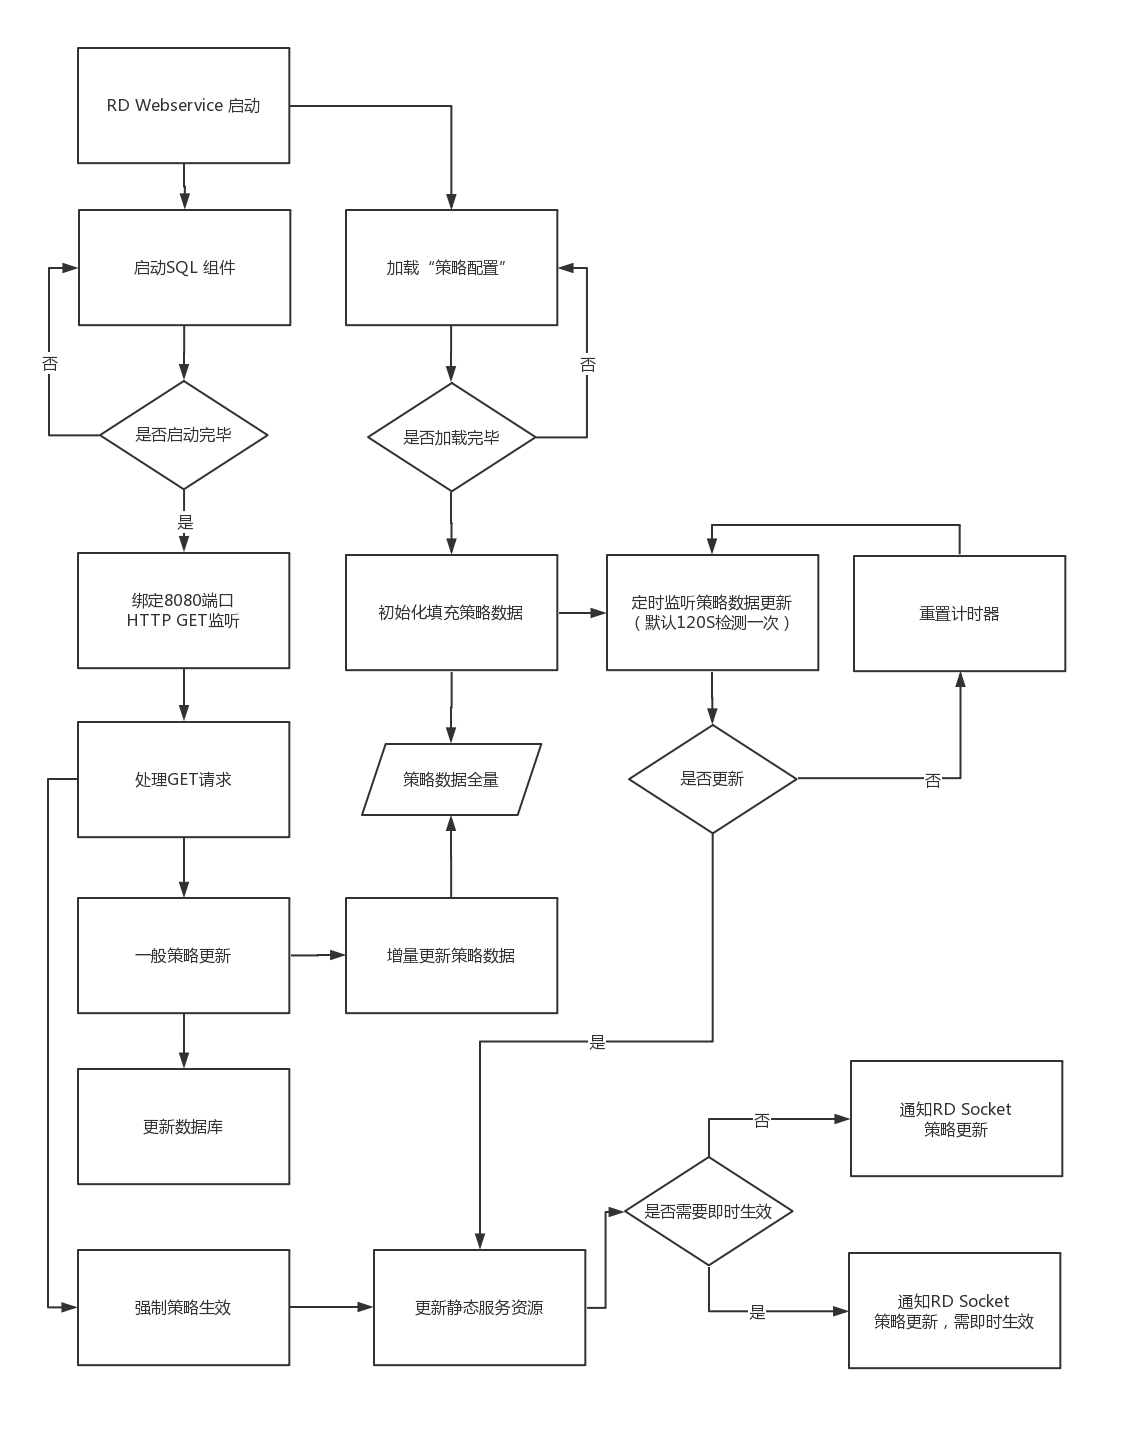 RD Webservice 启动
启动SQL 组件
加载“策略配置”
否
否
是否启动完毕
是否加载完毕
是
绑定8080端口
HTTP GET监听
初始化填充策略数据
定时监听策略数据更新
（默认120S检测一次）
重置计时器
处理GET请求
策略数据全量
是否更新
否
一般策略更新
增量更新策略数据
是
更新数据库
否
通知RD Socket
策略更新
是否需要即时生效
强制策略生效
更新静态服务资源
是
通知RD Socket
策略更新，需即时生效